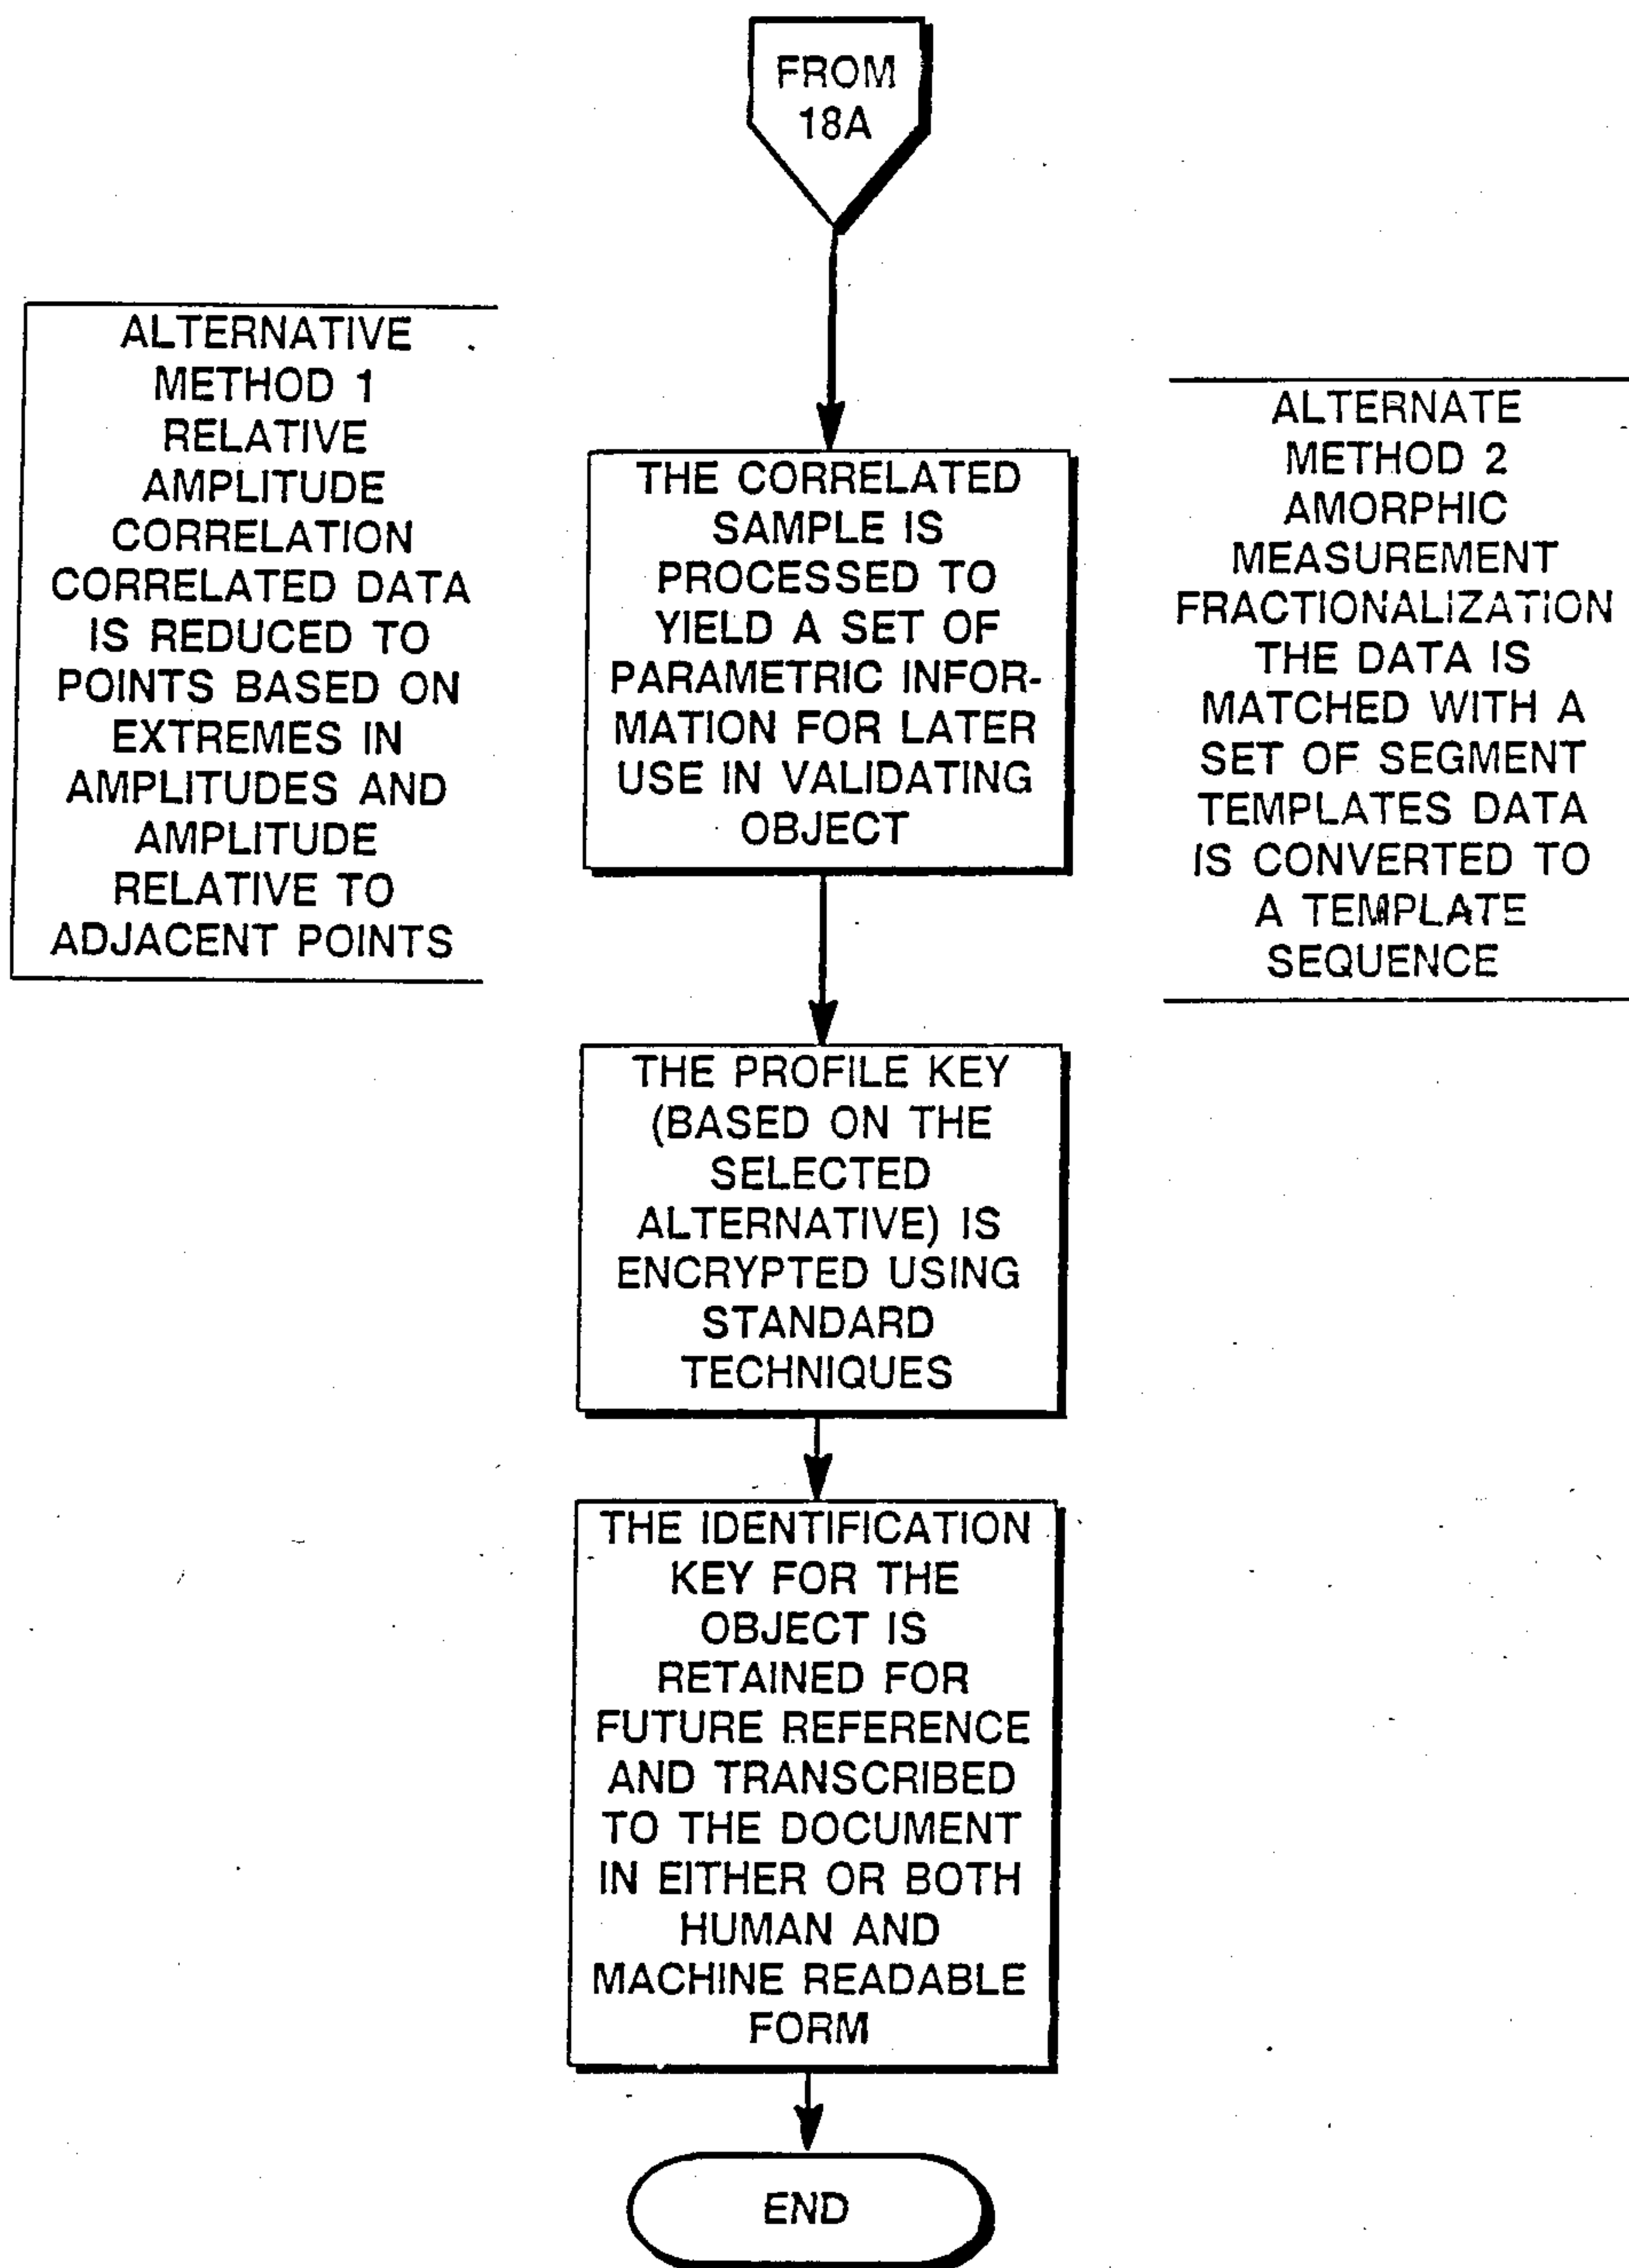 FROM
18A
ALTERNATIVE
METHOD 1
RELATIVE
AMPLITUDE
CORRELATION
CORRELATED DATA
IS REDUCED TO
POINTS BASED ON
EXTREMES IN
AMPLITUDES AND
AMPLITUDE
RELATIVE TO
ADJACENT POINTS
THE CORRELATED
SAMPLE IS
PROCESSED TO
YIELD A SET OF
PARAMETRIC INFOR-
MATION FOR LATER
USE IN VALIDATING
OBJECT
ALTERNATE
METHOD 2
AMORPHIC
MEASUREMENT
FRACTIONALIZATION
THE DATA IS
MATCHED WITH A
SET OF SEGMENT
TEMPLATES DATA
IS CONVERTED TO
A TEMPLATE
SEQUENCE
THE PROFILE KEY
(BASED ON THE
SELECTED
ALTERNATIVE) IS
ENCRYPTED USING
STANDARD
TECHNIQUES
THE IDENTIFICATION
KEY FOR THE
OBJECT IS
RETAINED FOR
FUTURE REFERENCE
AND TRANSCRIBED
TO THE DOCUMENT
IN EITHER OR BOTH
HUMAN AND
MACHINE READABLE
FORM
END